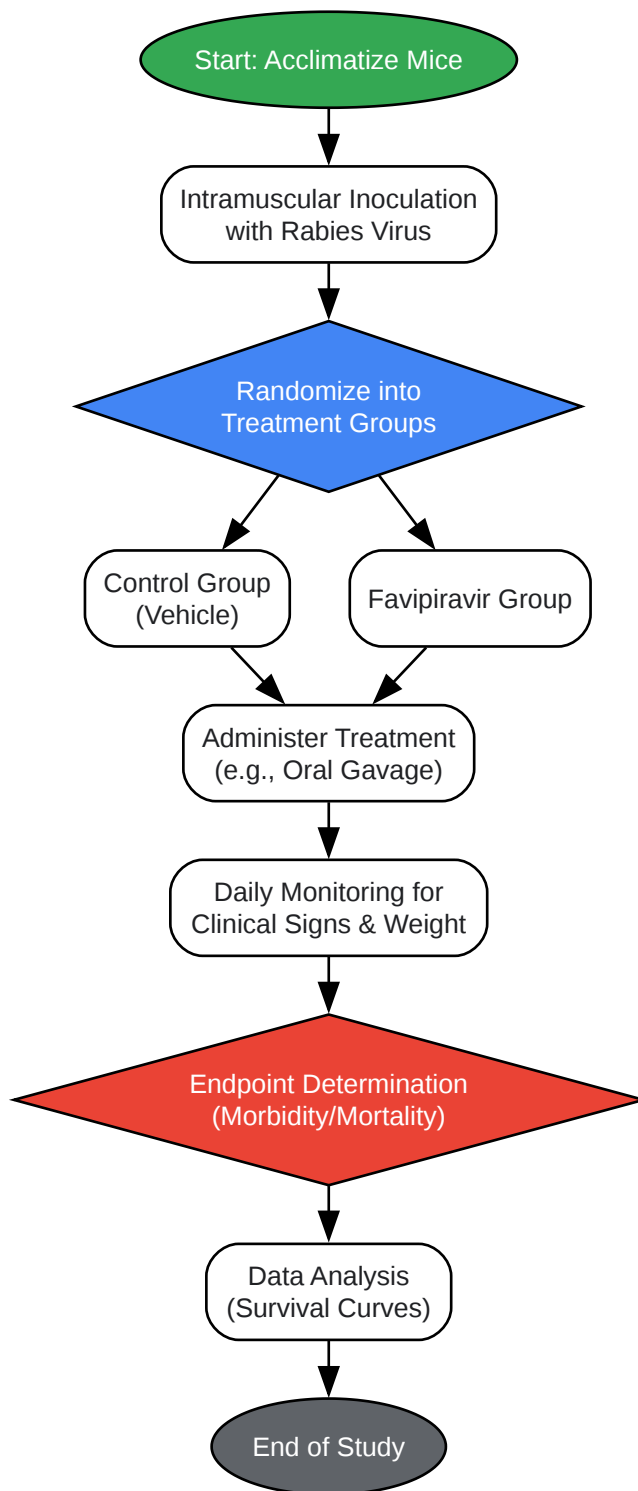 Start: Acclimatize Mice
Intramuscular Inoculation
with Rabies Virus
Randomize into
Treatment Groups
Control Group
(Vehicle)
Favipiravir Group
Administer Treatment
(e.g., Oral Gavage)
Daily Monitoring for
Clinical Signs & Weight
Endpoint Determination
(Morbidity/Mortality)
Data Analysis
(Survival Curves)
End of Study